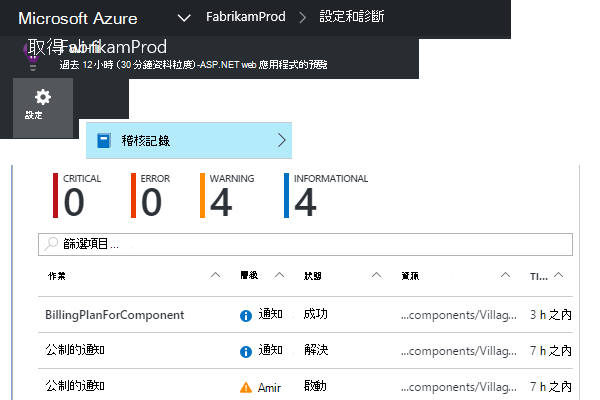 Microsoft Azure FabrikamProd > 設定和診斷
取得 FabrikamProd
過去 12 小時 (30 分鐘資料粒度)-ASP.NET web 應用程式的預覽
設定
稽核記錄
CRITICAL ERROR WARNING INFORMATIONAL
0 0 4 4
篩選項目...
作業 層級 狀態 資源 TI...
BillingPlanForComponent 通知 成功 ...components/Villag... 3 h 之內
公制的通知 通知 解決 ...components/Villag... 7 h 之內
公制的通知 Amir 啟動 ...components/Villag... 7 h 之內